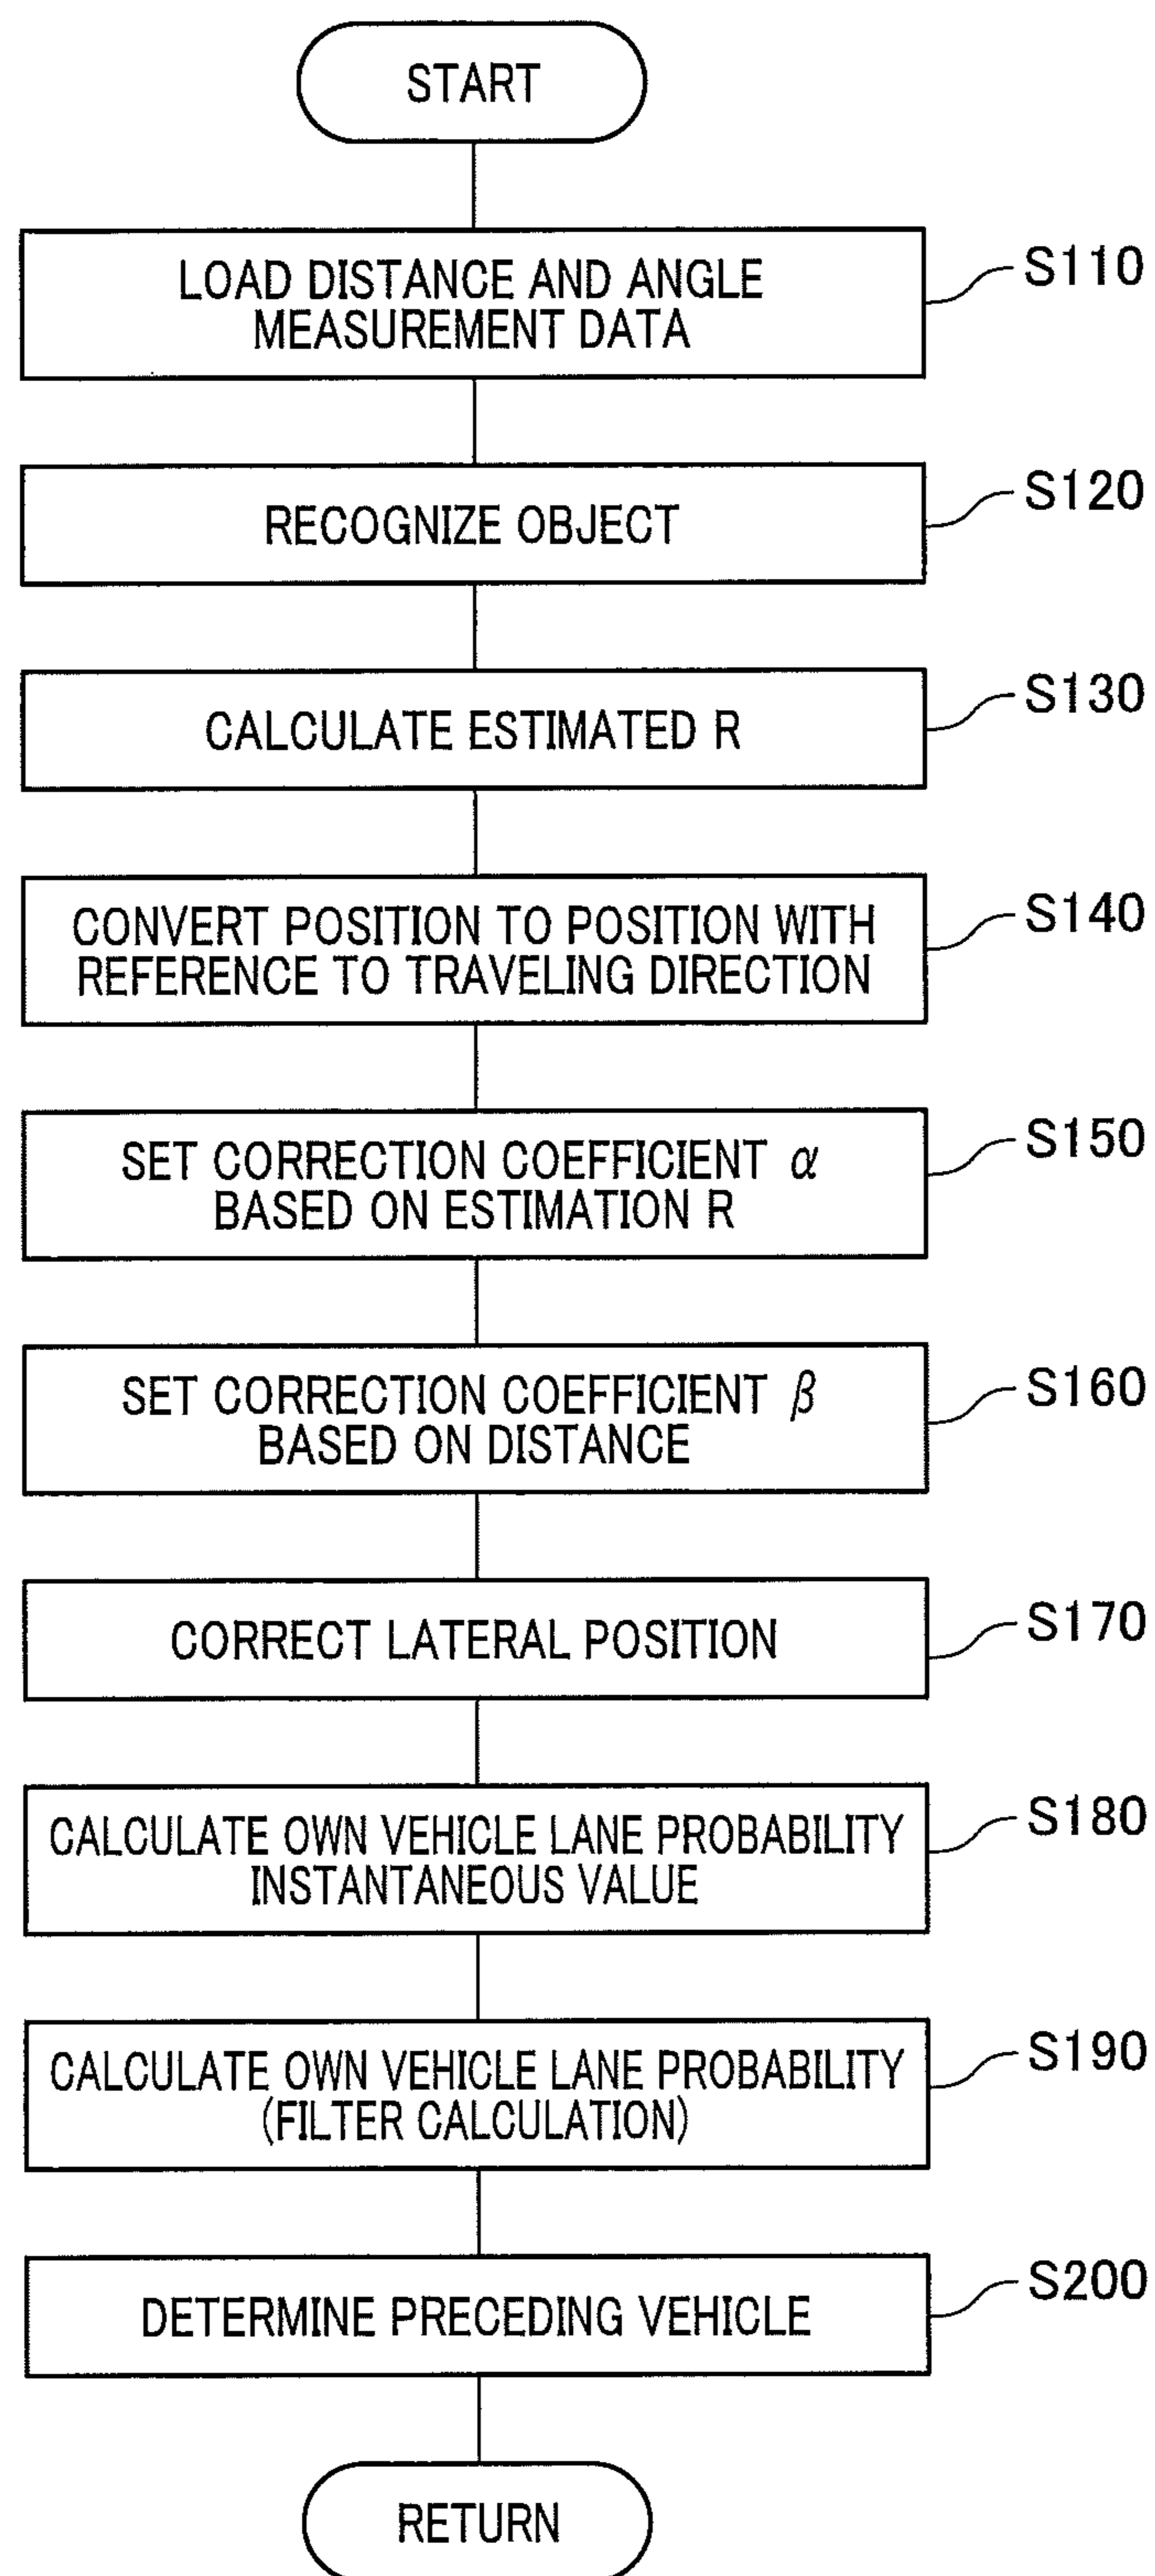 START
LOAD DISTANCE AND ANGLE
MEASUREMENT DATA
S110
RECOGNIZE OBJECT
S120
CALCULATE ESTIMATED R
S130
CONVERT POSITION TO POSITION WITH
REFERENCE TO TRAVELING DIRECTION
S140
SET CORRECTION COEFFICIENT α
BASED ON ESTIMATION R
S150
SET CORRECTION COEFFICIENT β
BASED ON DISTANCE
S160
CORRECT LATERAL POSITION
S170
CALCULATE OWN VEHICLE LANE PROBABILITY
INSTANTANEOUS VALUE
S180
CALCULATE OWN VEHICLE LANE PROBABILITY
(FILTER CALCULATION)
S190
DETERMINE PRECEDING VEHICLE
S200
RETURN